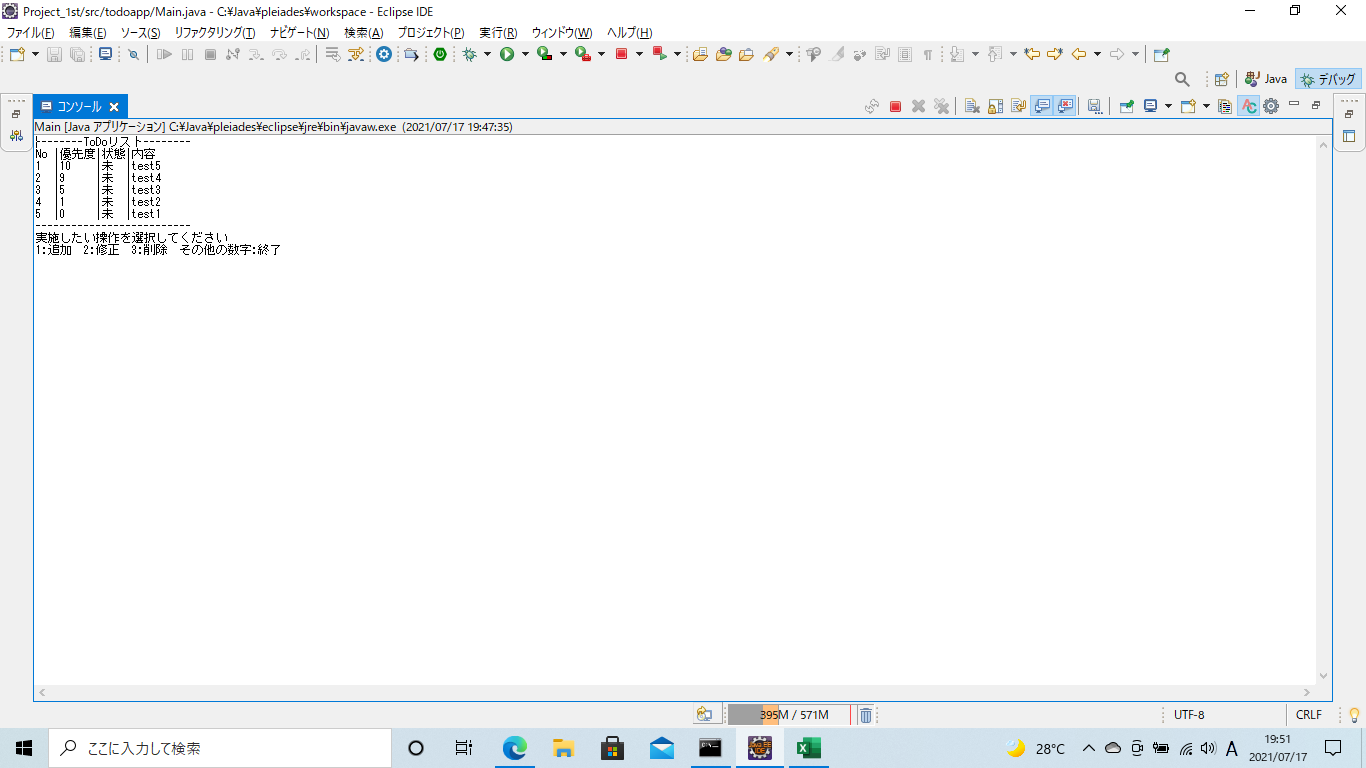 Project_1st/src/todoapp/Main.java - C:¥Java¥pleiades¥workspace - Eclipse IDE
ファイル(F) 編集(E) ソース(S) リファクタリング(T) ナビゲート(N) 検索(A) プロジェクト(P) 実行(R) ウィンドウ(W) ヘルプ(H)
Java デバッグ
コンソール
Main [Java アプリケーション] C:¥Java¥pleiades¥eclipse¥jre¥bin¥javaw.exe (2021/07/17 19:47:35)
├-------ToDoリスト--------
No |優先度|状態|内容
1 |10 |未 |test5
2 |9 |未 |test4
3 |5 |未 |test3
4 |1 |未 |test2
5 |0 |未 |test1
--------------------------
実施したい操作を選択してください
1:追加 2:修正 3:削除 その他の数字:終了
395M / 571M
UTF-8
CRLF
ここに入力して検索
28°C
A
19:51
2021/07/17